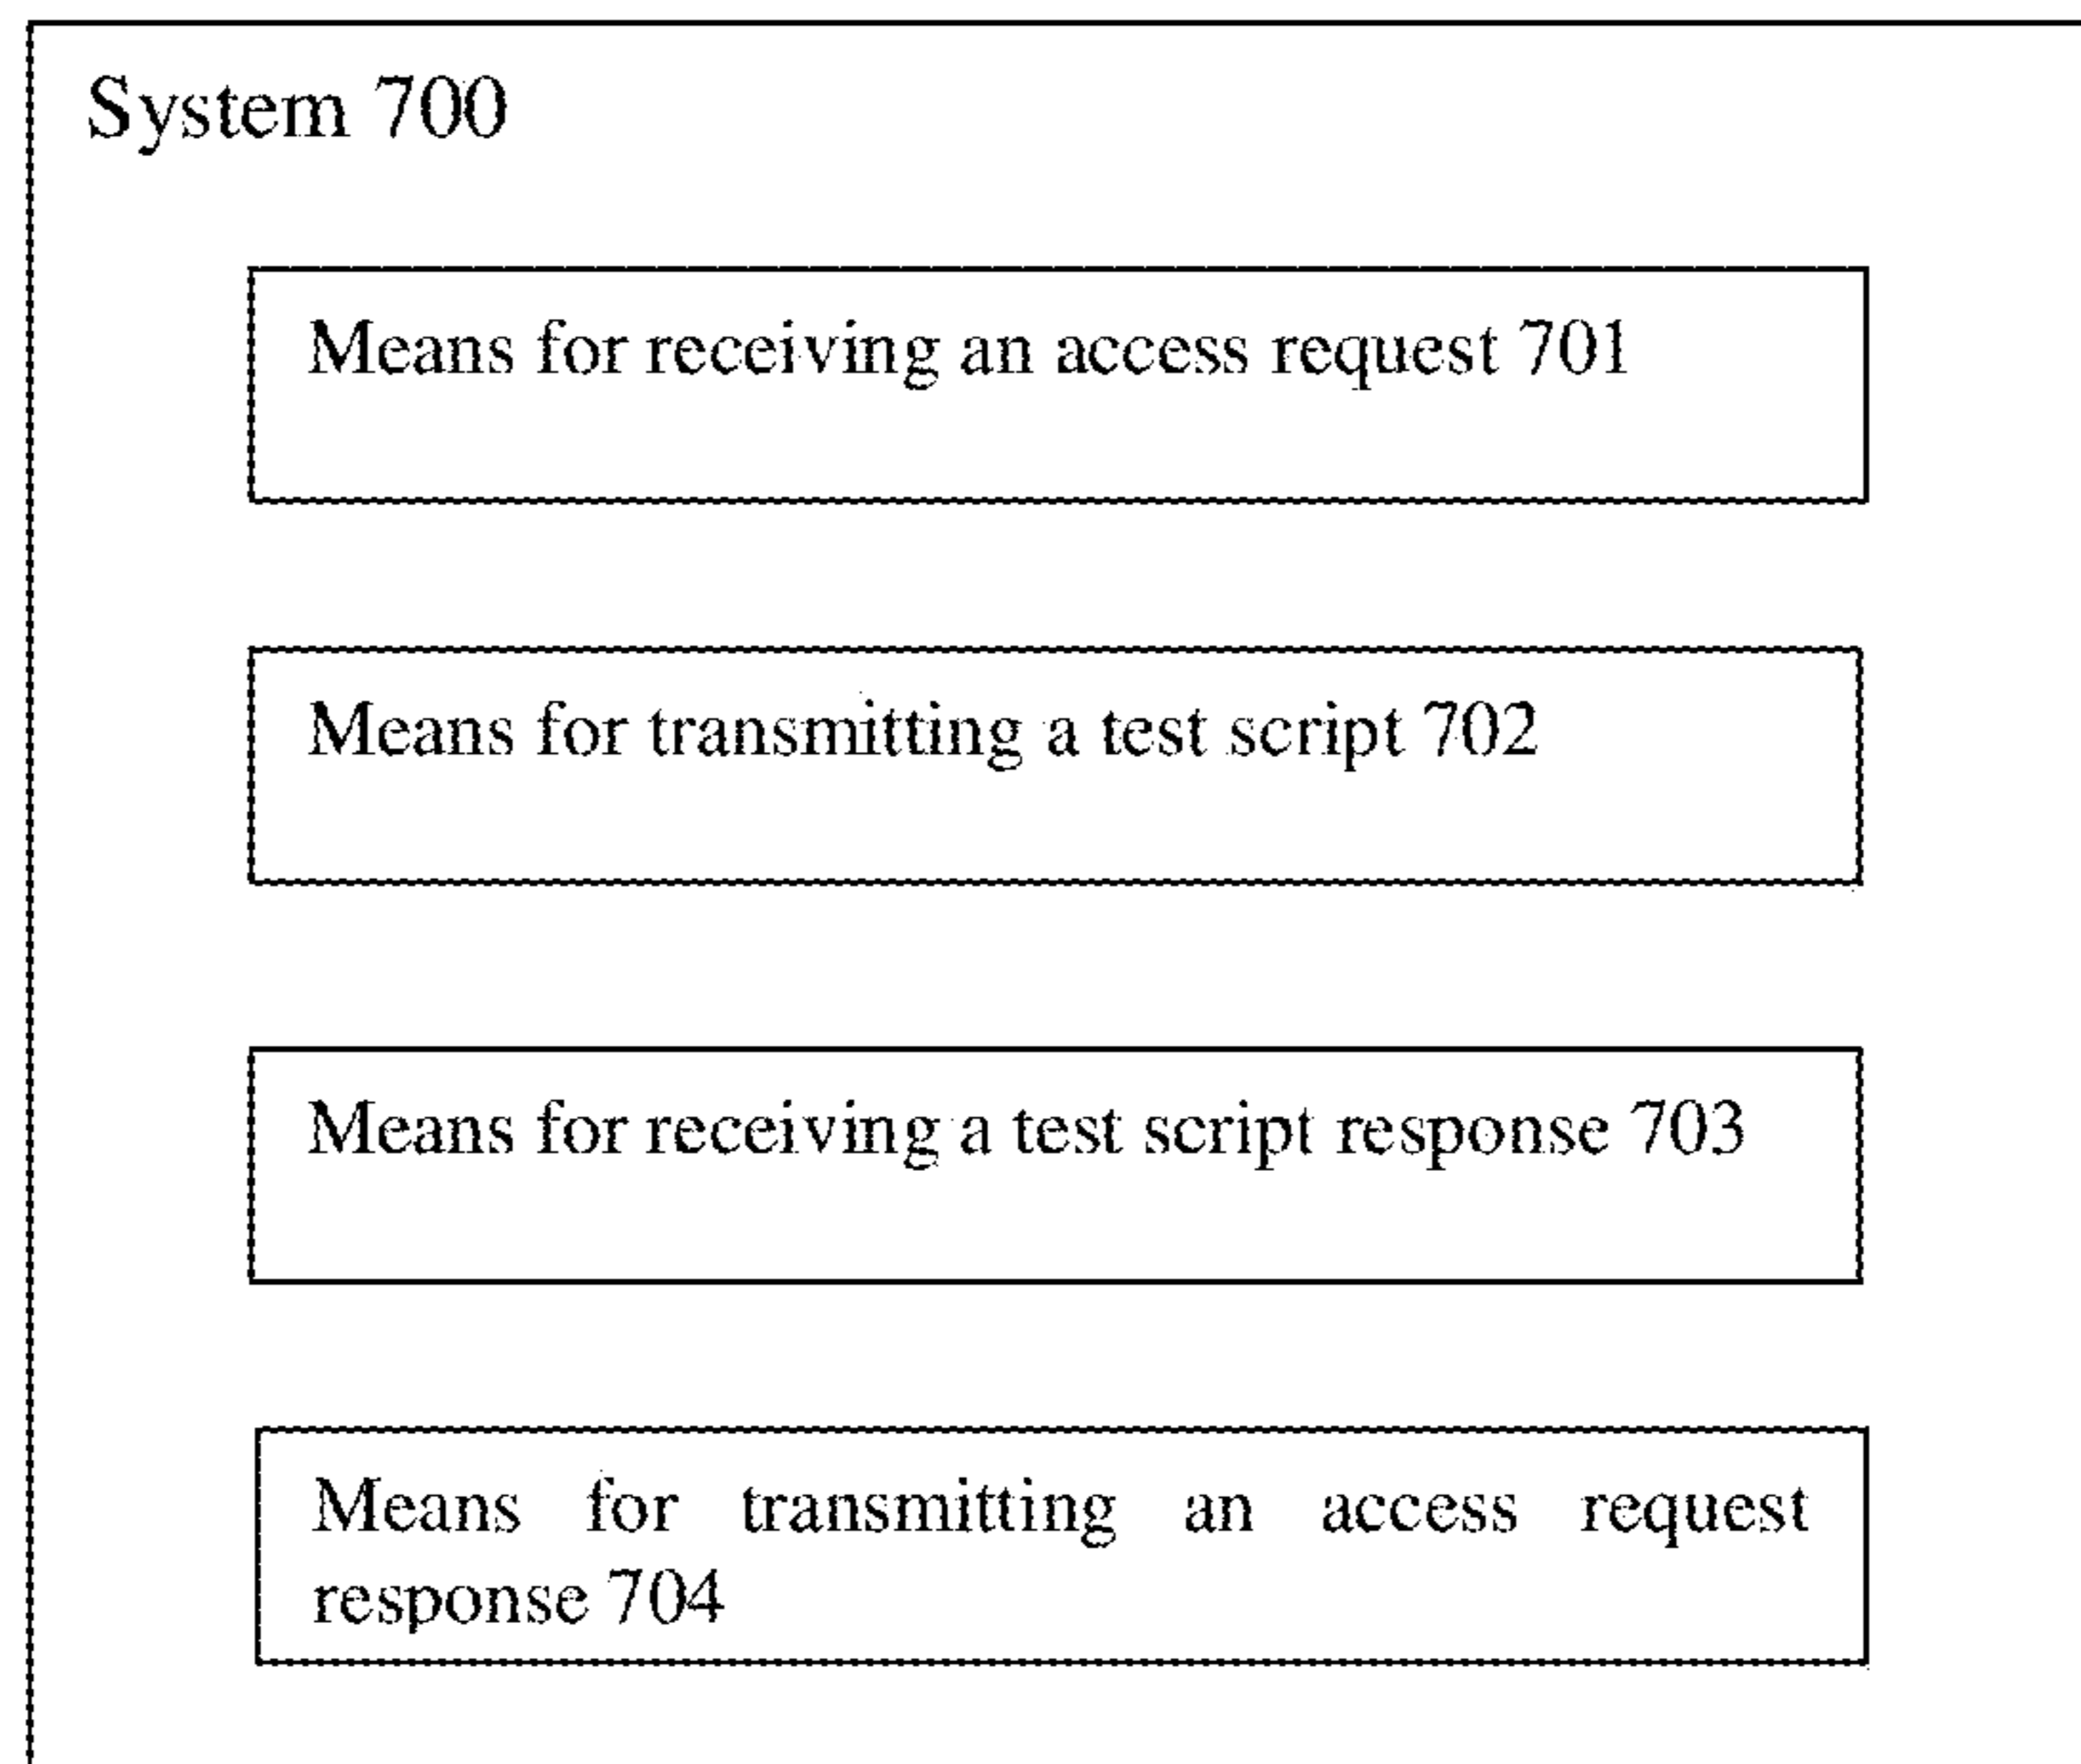 System 700
Means for receiving an access request 701
Means for transmitting a test script 702
Means for receiving a test script response 703
Means for transmitting an access request
response 704